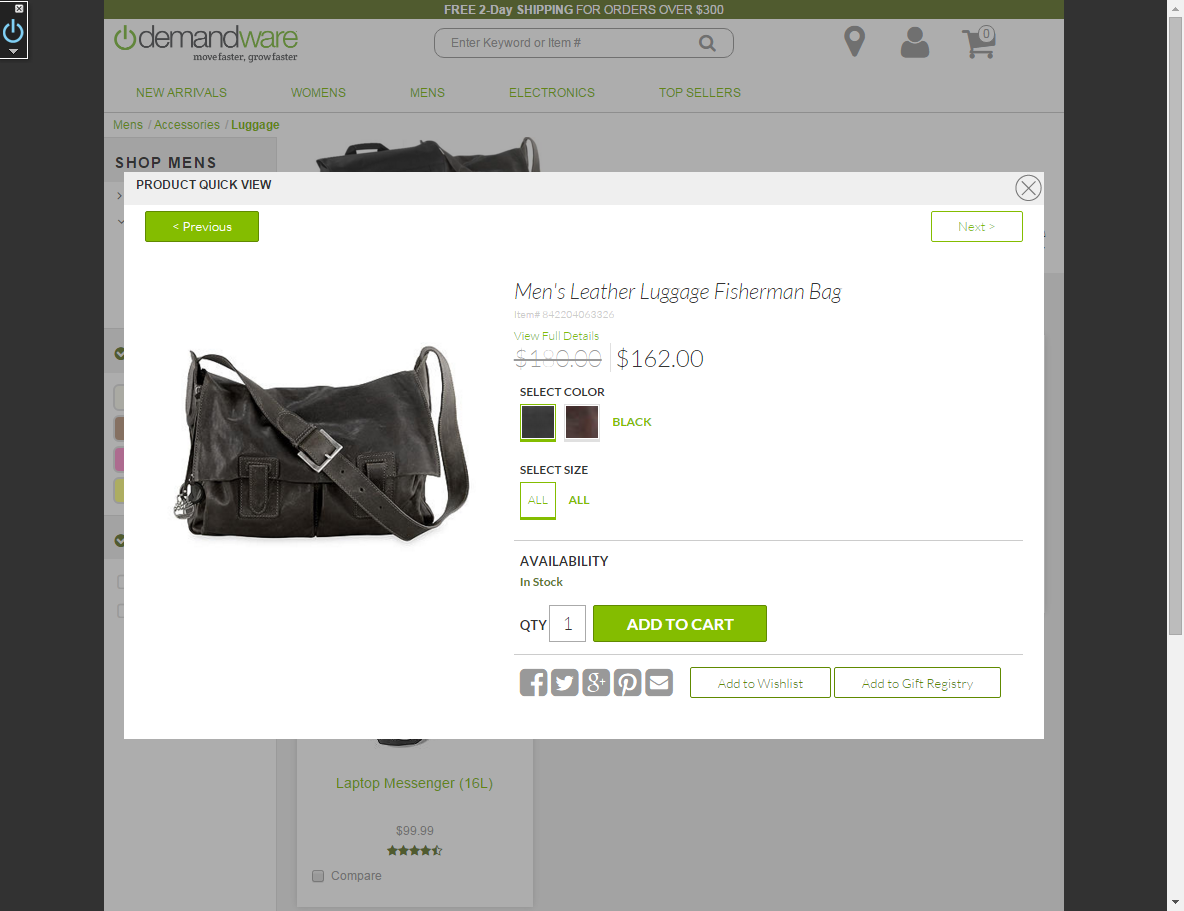 FREE 2-Day SHIPPING FOR ORDERS OVER $300
demandware
move faster, grow faster
Enter Keyword or Item #
0
NEW ARRIVALS WOMENS MENS ELECTRONICS TOP SELLERS
Mens / Accessories / Luggage
SHOP MENS
PRODUCT QUICK VIEW
< Previous
Next >
Men's Leather Luggage Fisherman Bag
Item# 842204063326
View Full Details
$180.00 $162.00
SELECT COLOR
BLACK
SELECT SIZE
ALL ALL
AVAILABILITY
In Stock
QTY 1 ADD TO CART
Add to Wishlist Add to Gift Registry
Laptop Messenger (16L)
$99.99
Compare